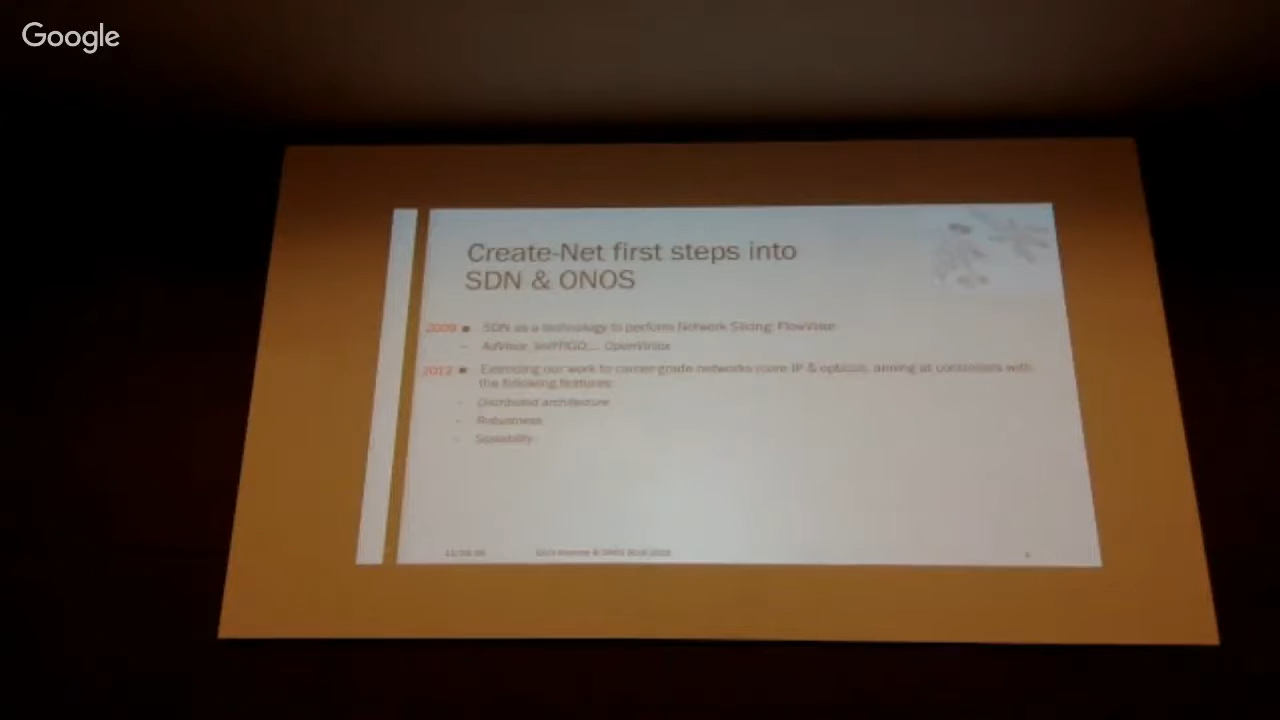 Google
Create-Net first steps into
SDN & ONOS
2009 ▪ SDN as a technology to perform Network Slicing: FlowVisor
– AdVisor, VeRTIGO,... OpenVirtex
2012 ▪ Extending our work to carrier grade networks (core IP & optical), aiming at controllers with
the following features:
- Distributed architecture
- Robustness
- Scalability